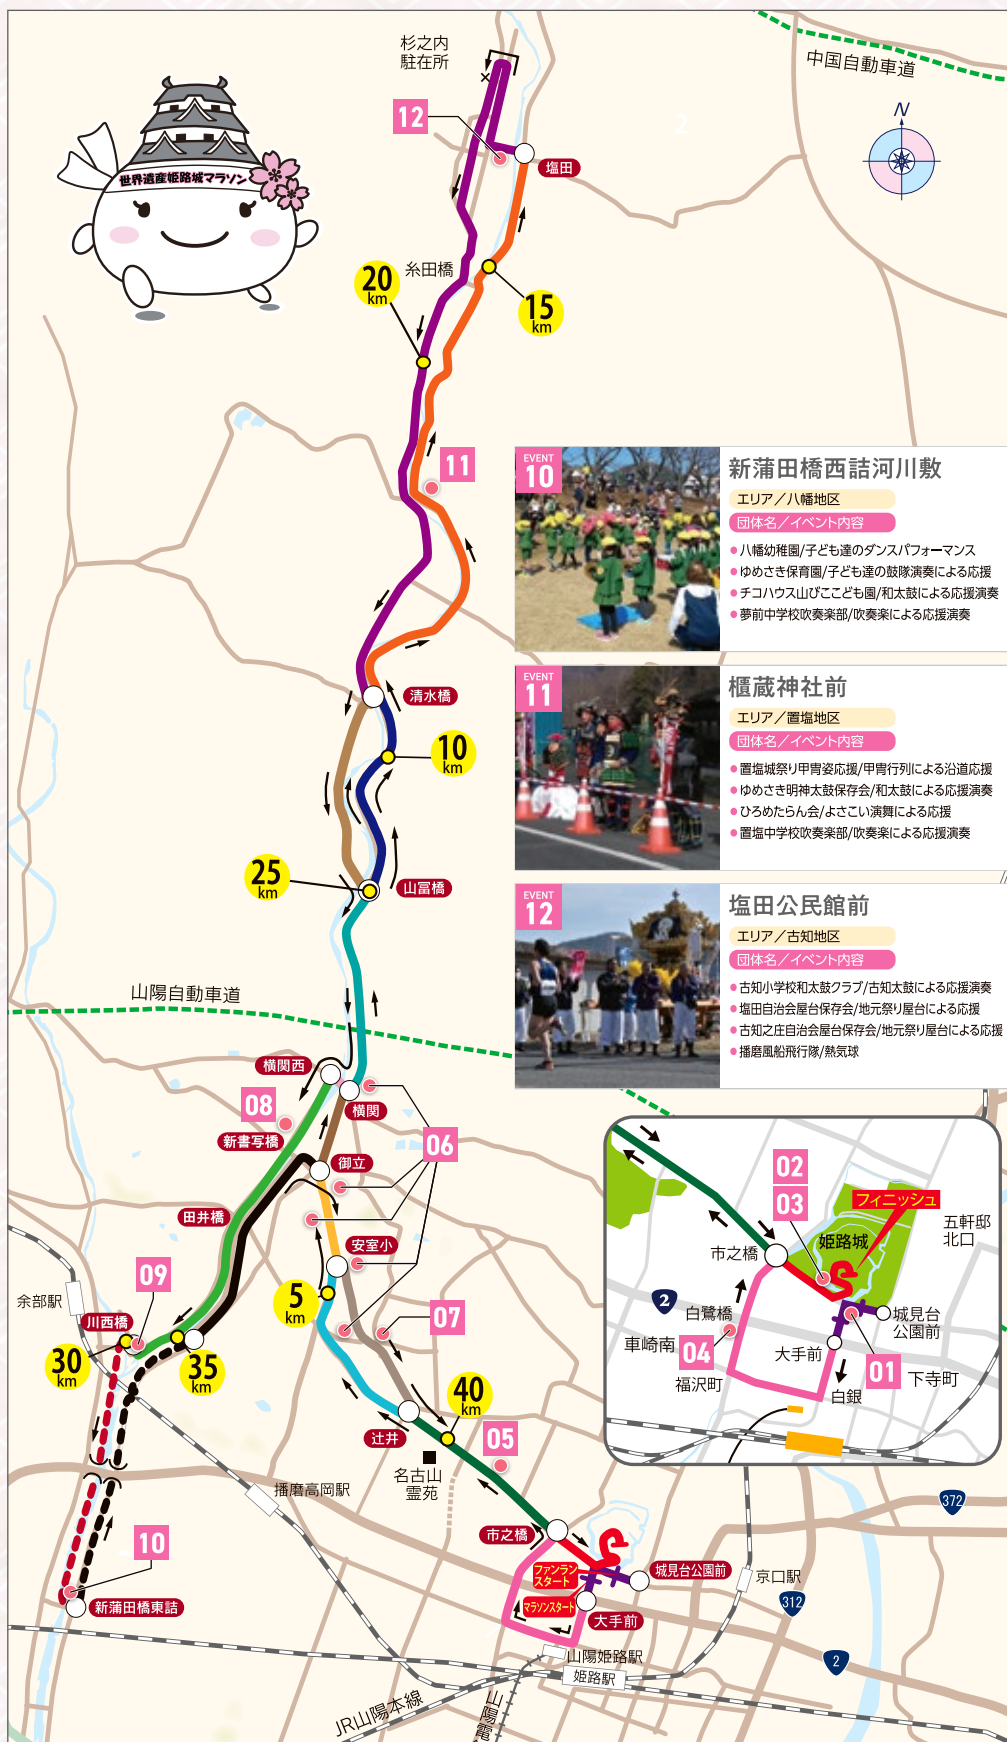 杉之内
駐在所
中国自動車道
12
2
N
塩田
世界遺産姫路城マラソン
糸田橋
20
km
15
km
11
EVENT
10
新蒲田橋西詰河川敷
エリア／八幡地区
団体名／イベント内容
八幡幼稚園/子ども達のダンスパフォーマンス
ゆめさき保育園/子ども達の鼓隊演奏による応援
チコハウス山びここども園/和太鼓による応援演奏
夢前中学校吹奏楽部/吹奏楽による応援演奏
EVENT
11
櫃蔵神社前
エリア／置塩地区
団体名／イベント内容
置塩城祭り甲冑姿応援/甲冑行列による沿道応援
ゆめさき明神太鼓保存会/和太鼓による応援演奏
ひろめたらん会/よさこい演舞による応援
置塩中学校吹奏楽部/吹奏楽による応援演奏
EVENT
12
塩田公民館前
エリア／古知地区
団体名／イベント内容
古知小学校和太鼓クラブ/古知太鼓による応援演奏
塩田自治会屋台保存会/地元祭り屋台による応援
古知之庄自治会屋台保存会/地元祭り屋台による応援
播磨風船飛行隊/熱気球
清水橋
10
km
25
km
山冨橋
山陽自動車道
横関西
横関
08
新書写橋
06
御立
田井橋
安室小
09
余部駅
川西橋
5
km
07
30
km
35
km
40
km
辻井
05
名古山
霊苑
播磨高岡駅
10
新蒲田橋東詰
市之橋
ファンラン
スタート
マラソンスタート
城見台公園前
大手前
京口駅
372
312
2
山陽姫路駅
姫路駅
JR山陽本線
山陽電
02
03
フィニッシュ
五軒邸
北口
姫路城
市之橋
2
白鷺橋
城見台
公園前
車崎南
04
大手前
01
下寺町
福沢町
白銀